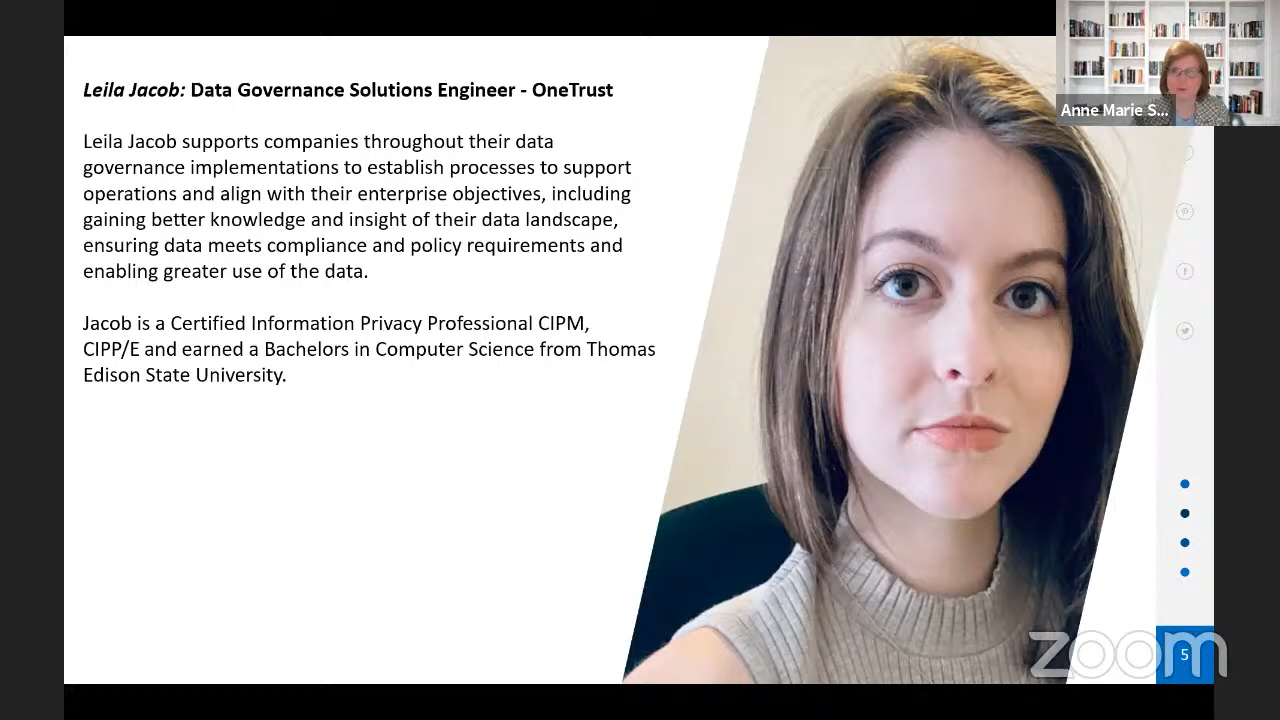 Leila Jacob: Data Governance Solutions Engineer - OneTrust
Leila Jacob supports companies throughout their data
governance implementations to establish processes to support
operations and align with their enterprise objectives, including
gaining better knowledge and insight of their data landscape,
ensuring data meets compliance and policy requirements and
enabling greater use of the data.
Jacob is a Certified Information Privacy Professional CIPM,
CIPP/E and earned a Bachelors in Computer Science from Thomas
Edison State University.
Anne Marie S...
zoom
5